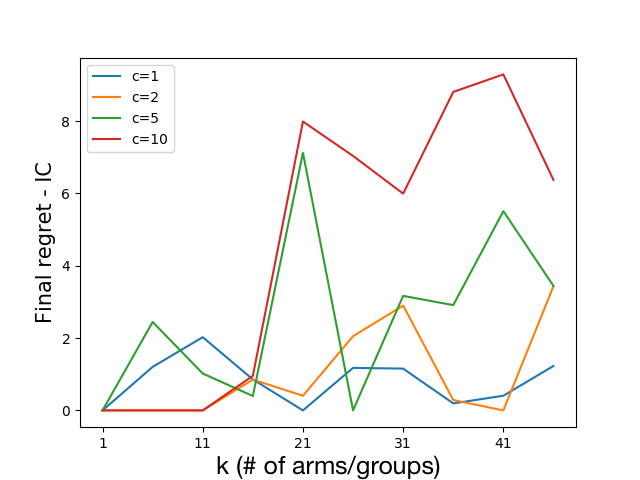 c=1
c=2
c=5
c=10
Final regret - IC
8
6
4
2
0
1 11 21 31 41
k (# of arms/groups)